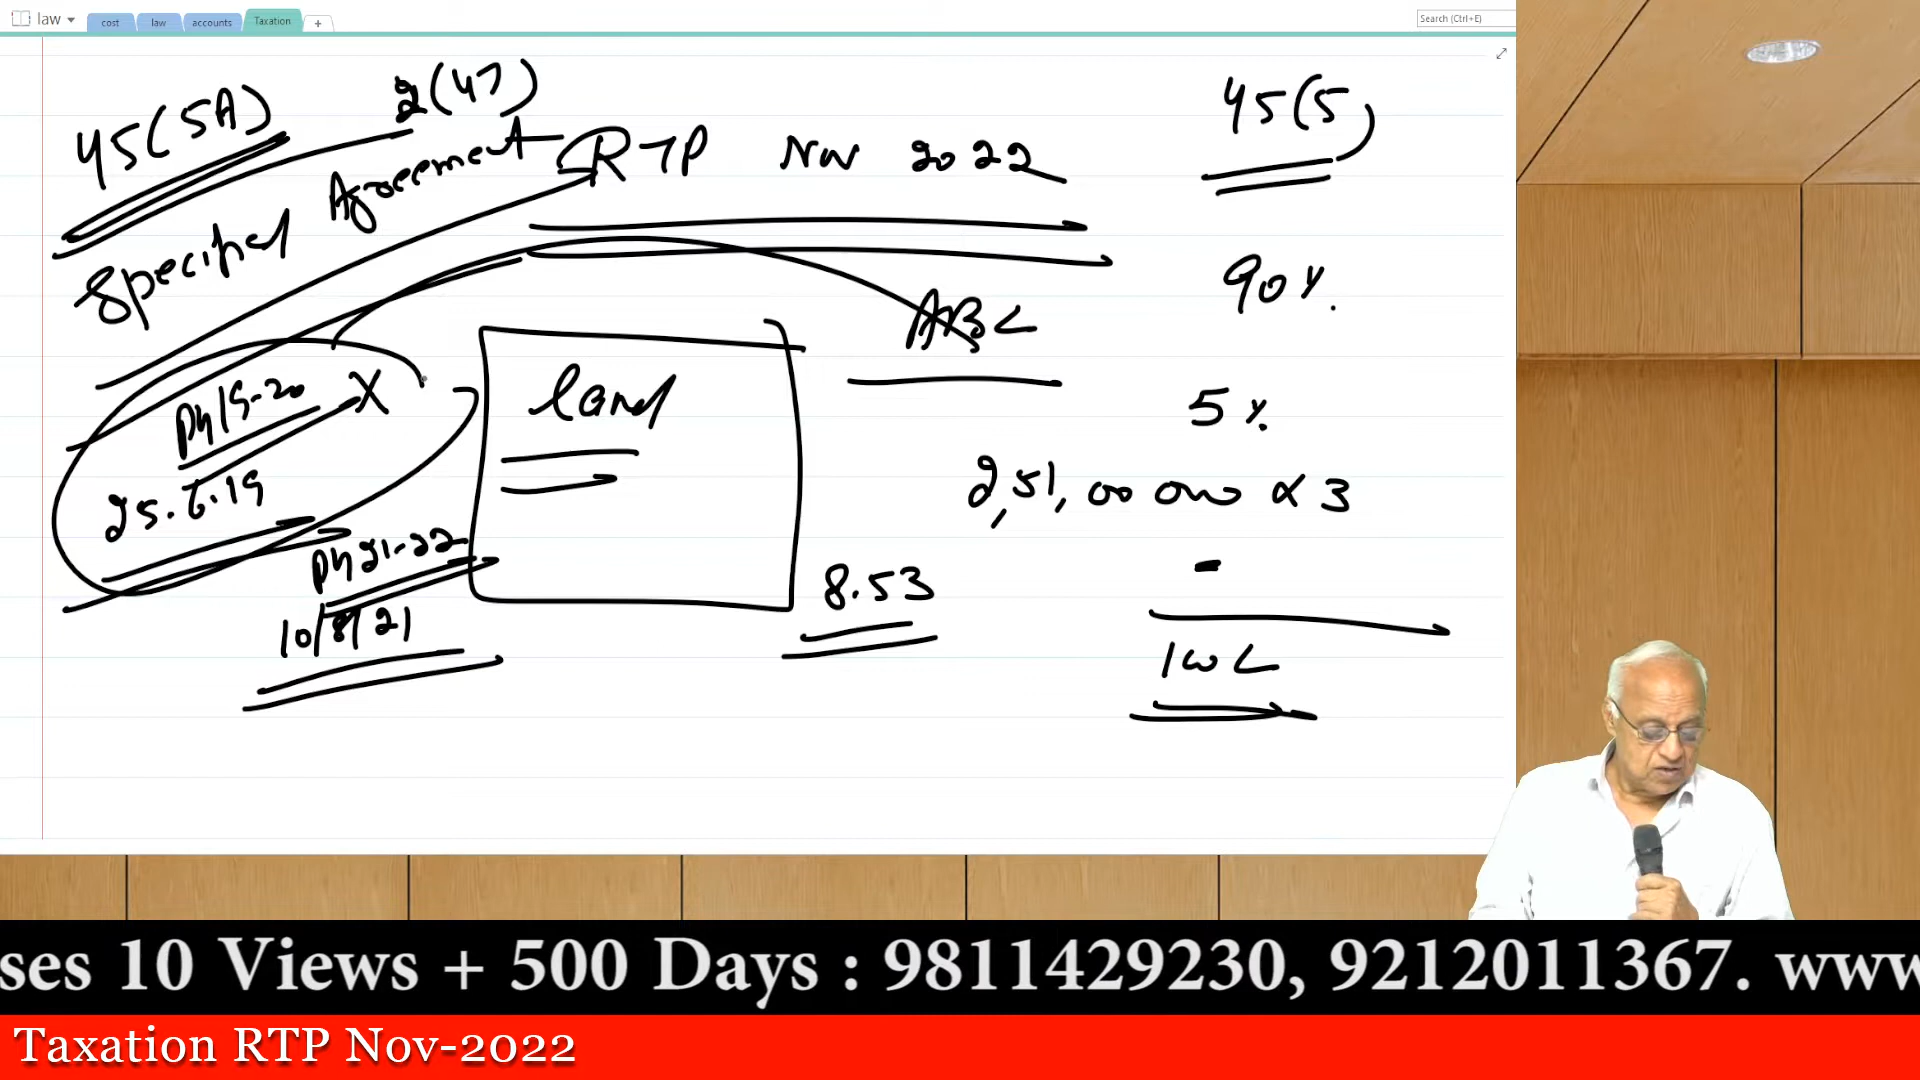 law
cost law accounts Taxation +
Search (Ctrl+E)
45(5A) 2(47) 45(5)
Specified Agreement RTP Nov 2022
90%.
ABC
PY 19-20 X land 5%.
25.6.19 2,51,00 000 x 3
PY 21-22
10/8/21 8.53
100 L
ses 10 Views + 500 Days : 9811429230, 9212011367. www
Taxation RTP Nov-2022